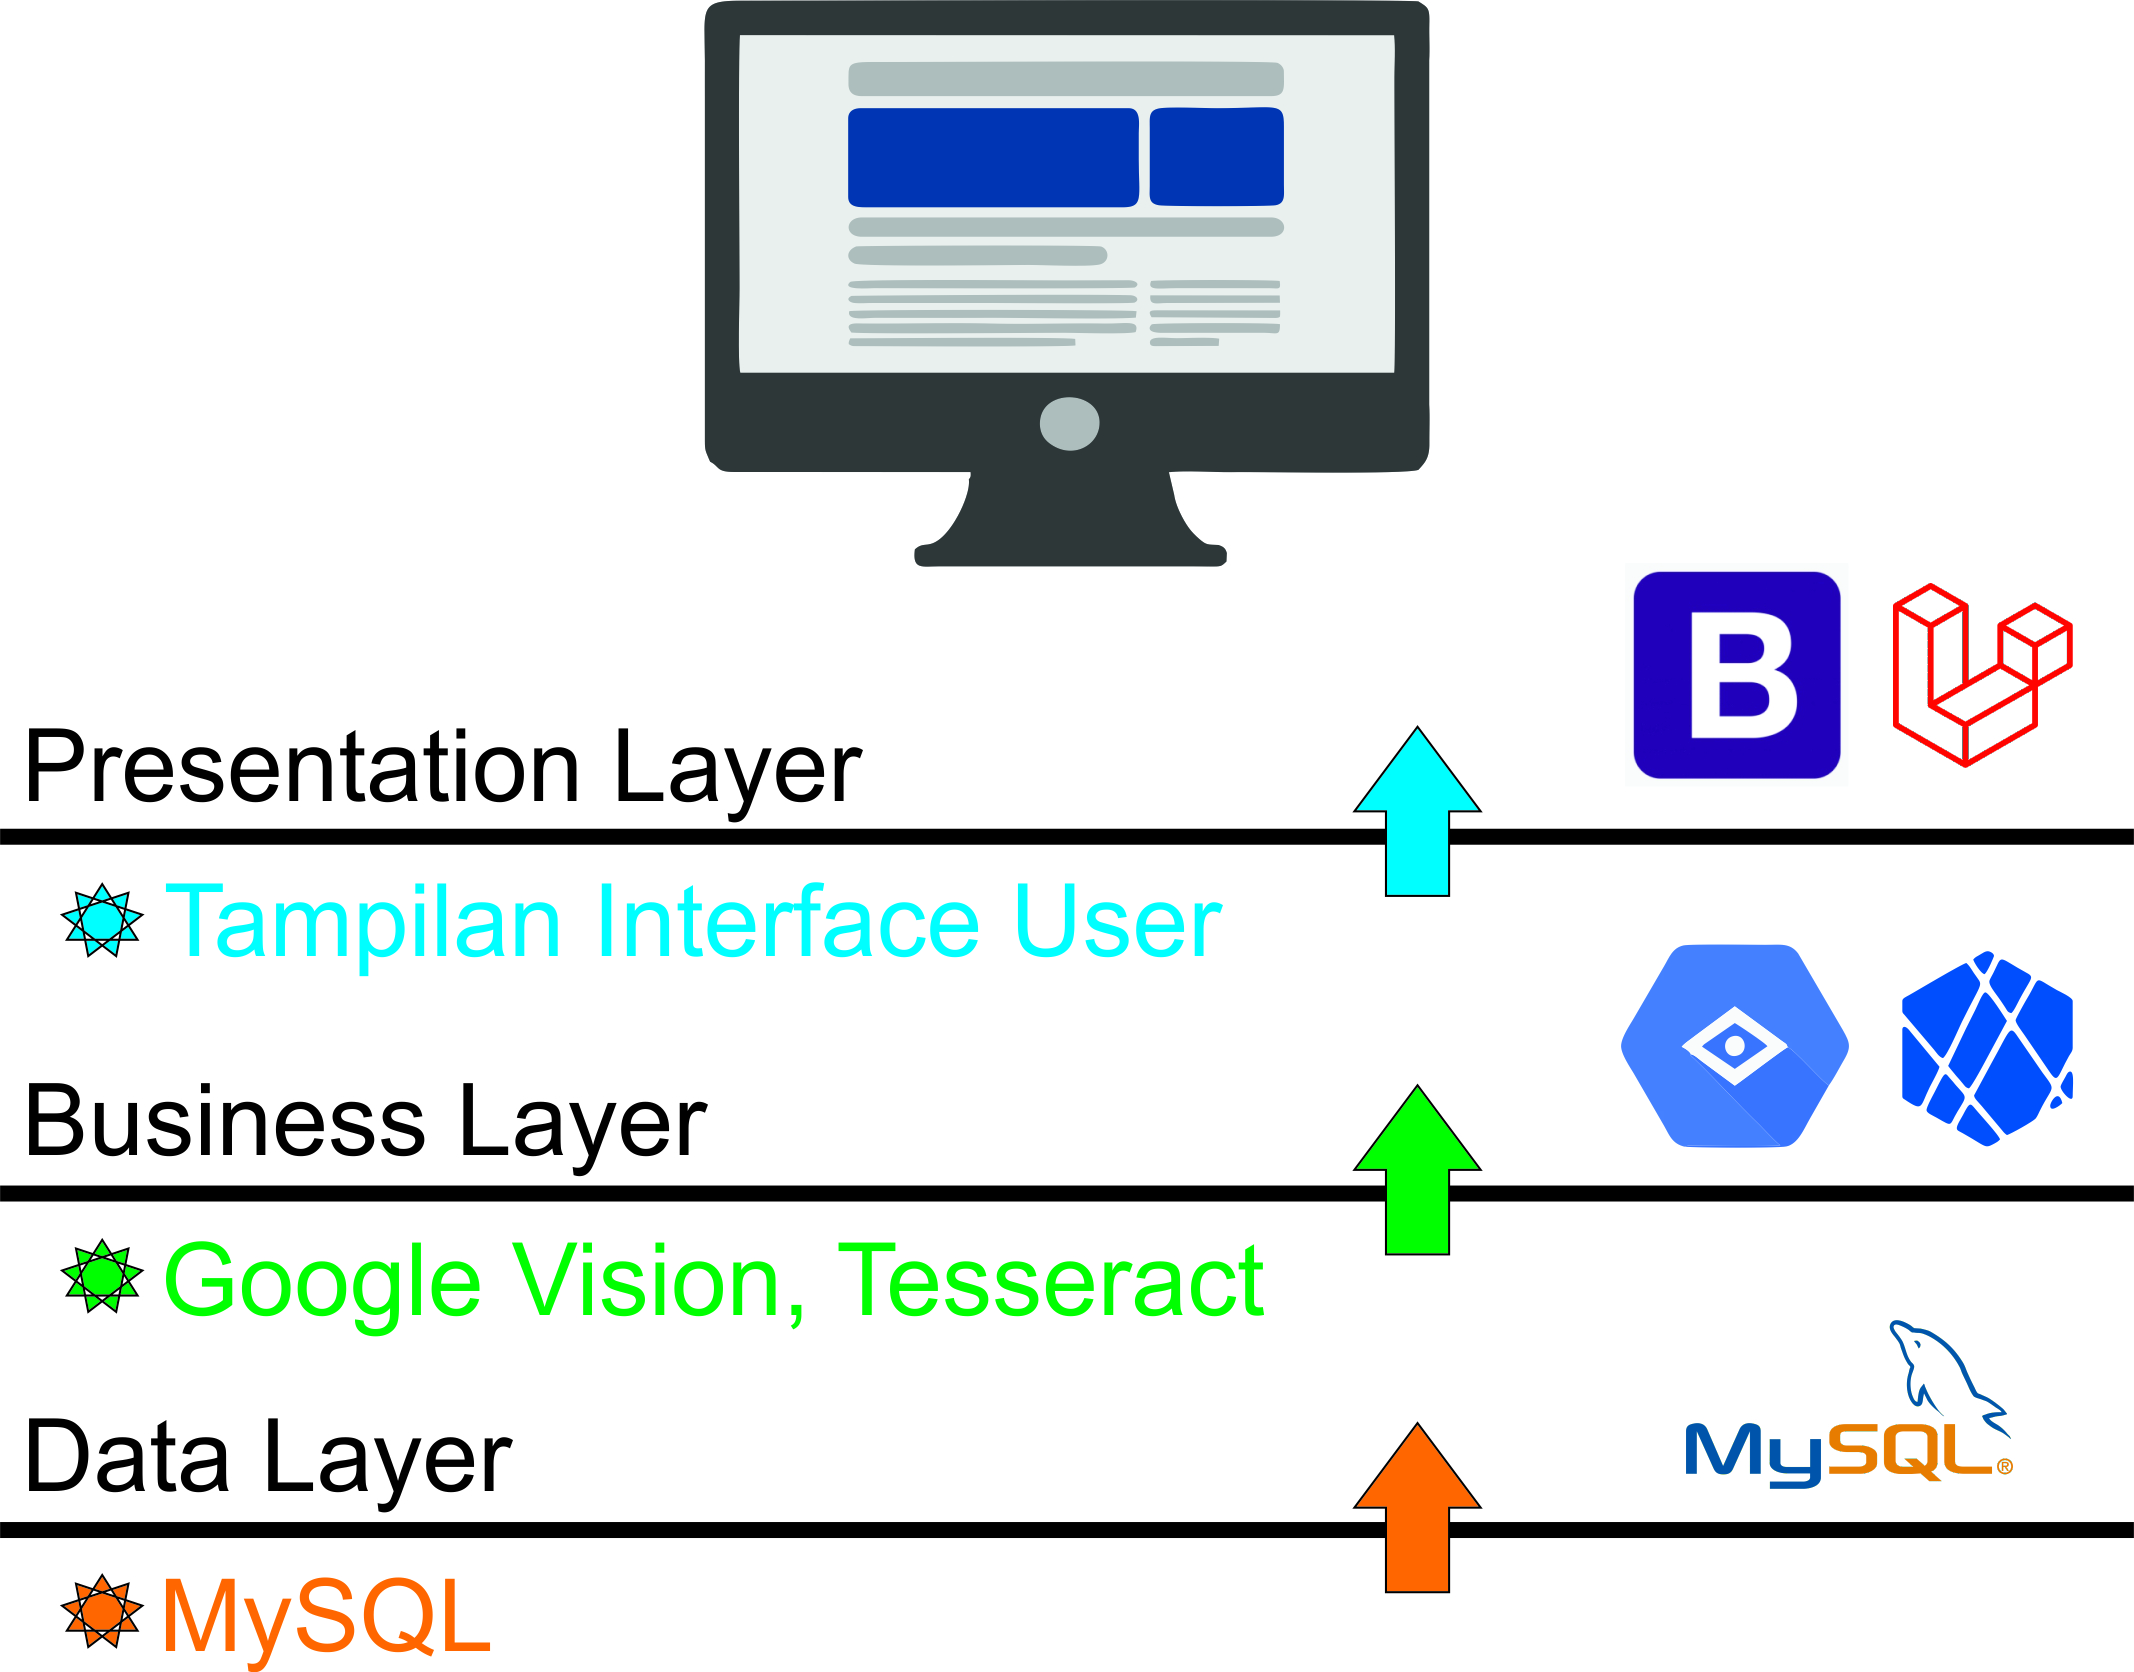 B
Presentation Layer
Tampilan Interface User
Business Layer
Google Vision, Tesseract
Data Layer
MySQL®
MySQL